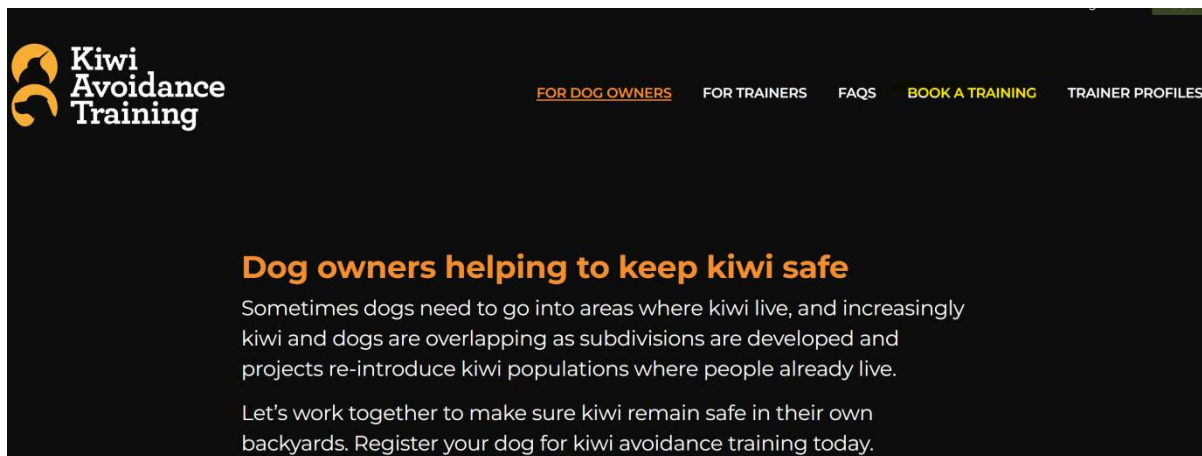 Kiwi
Avoidance
Training
FOR DOG OWNERS FOR TRAINERS FAQS BOOK A TRAINING TRAINER PROFILES
Dog owners helping to keep kiwi safe
Sometimes dogs need to go into areas where kiwi live, and increasingly
kiwi and dogs are overlapping as subdivisions are developed and
projects re-introduce kiwi populations where people already live.
Let's work together to make sure kiwi remain safe in their own
backyards. Register your dog for kiwi avoidance training today.